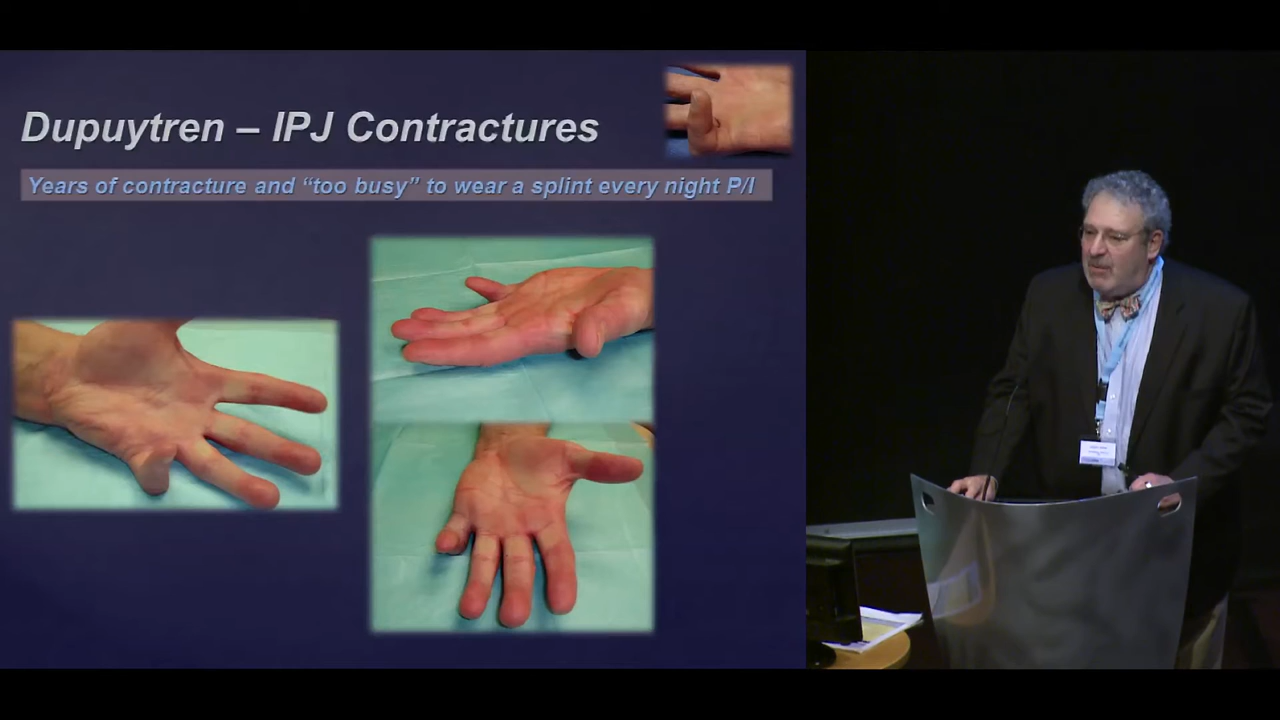 Dupuytren – IPJ Contractures
Years of contracture and “too busy” to wear a splint every night P/I